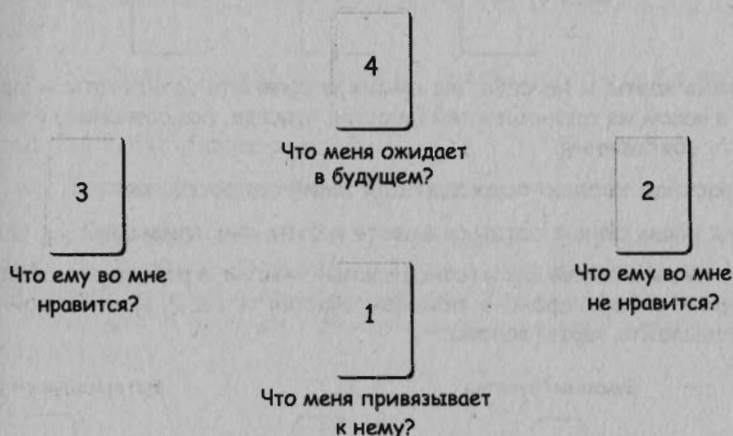 4
Что меня ожидает
в будущем?
3
Что ему во мне
нравится?
2
Что ему во мне
не нравится?
1
Что меня привязывает
к нему?